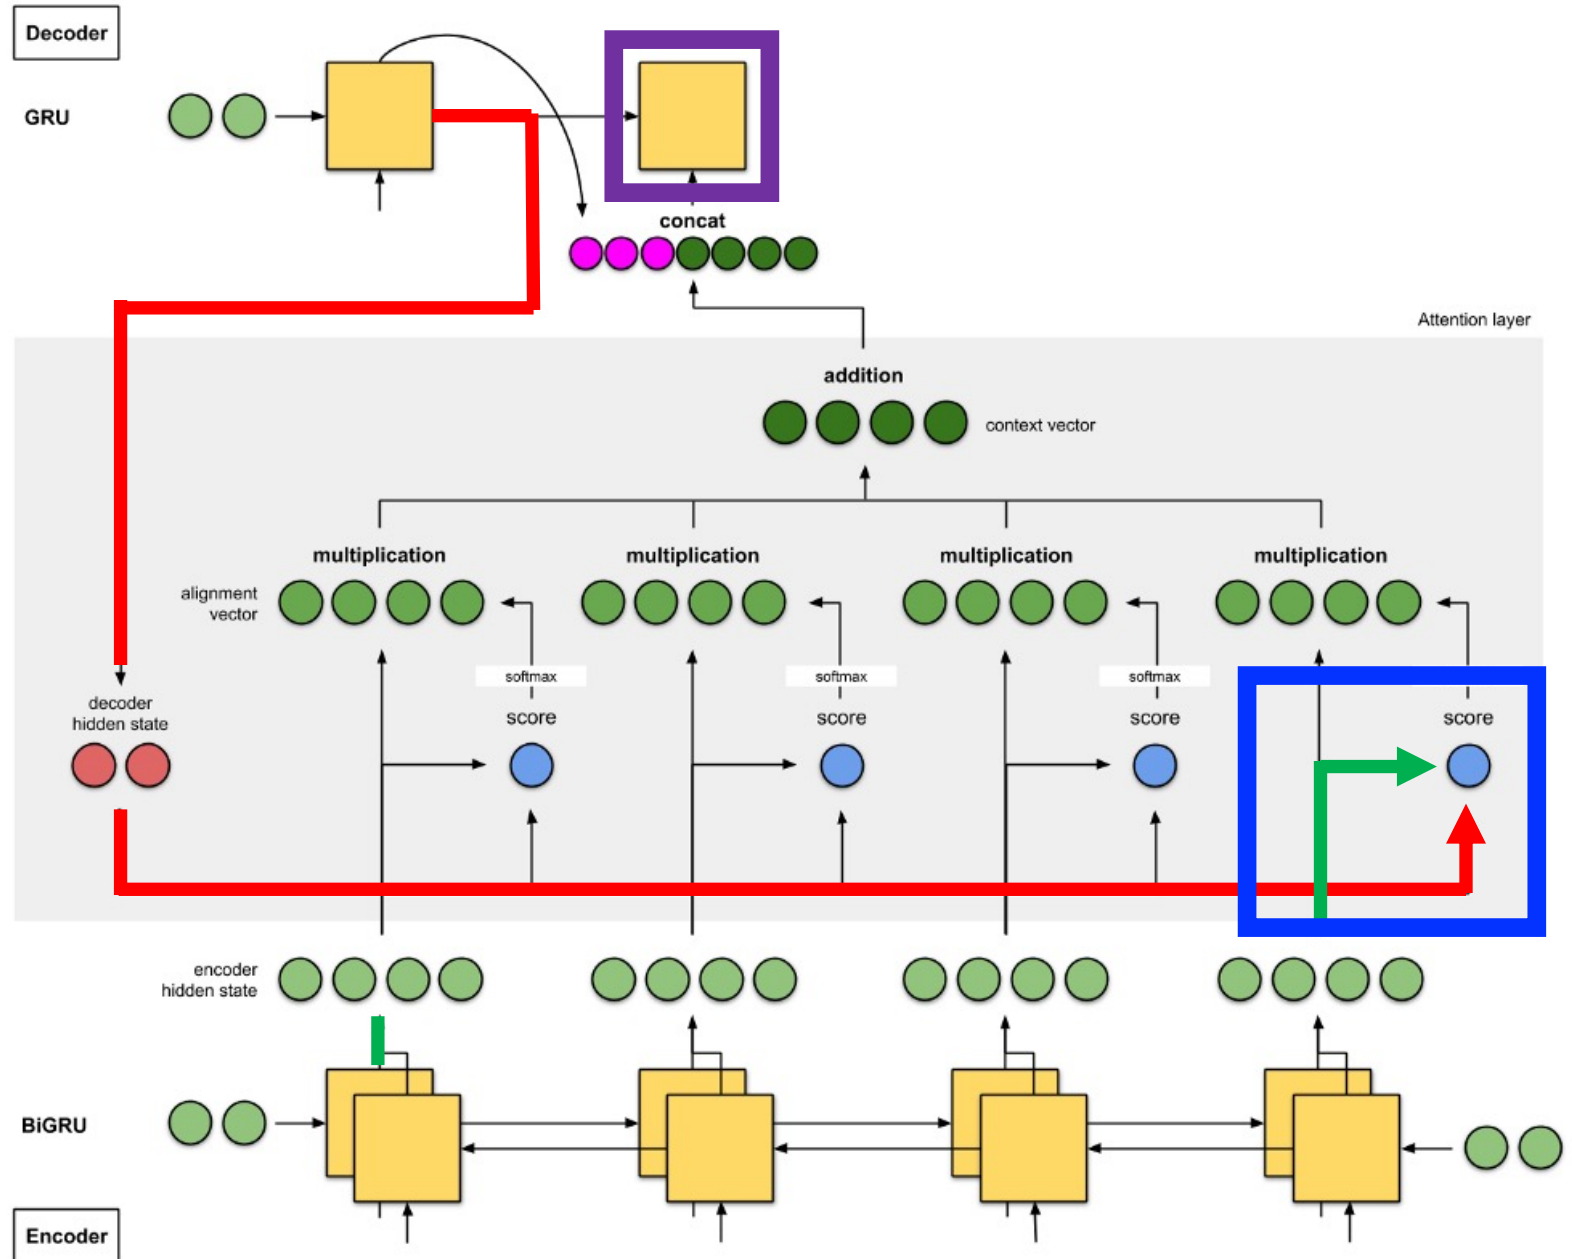 Decoder
GRU
concat
Attention layer
addition
context vector
multiplication
multiplication
multiplication
multiplication
alignment
vector
softmax
softmax
softmax
decoder
hidden state
score
score
score
score
encoder
hidden state
BiGRU
Encoder